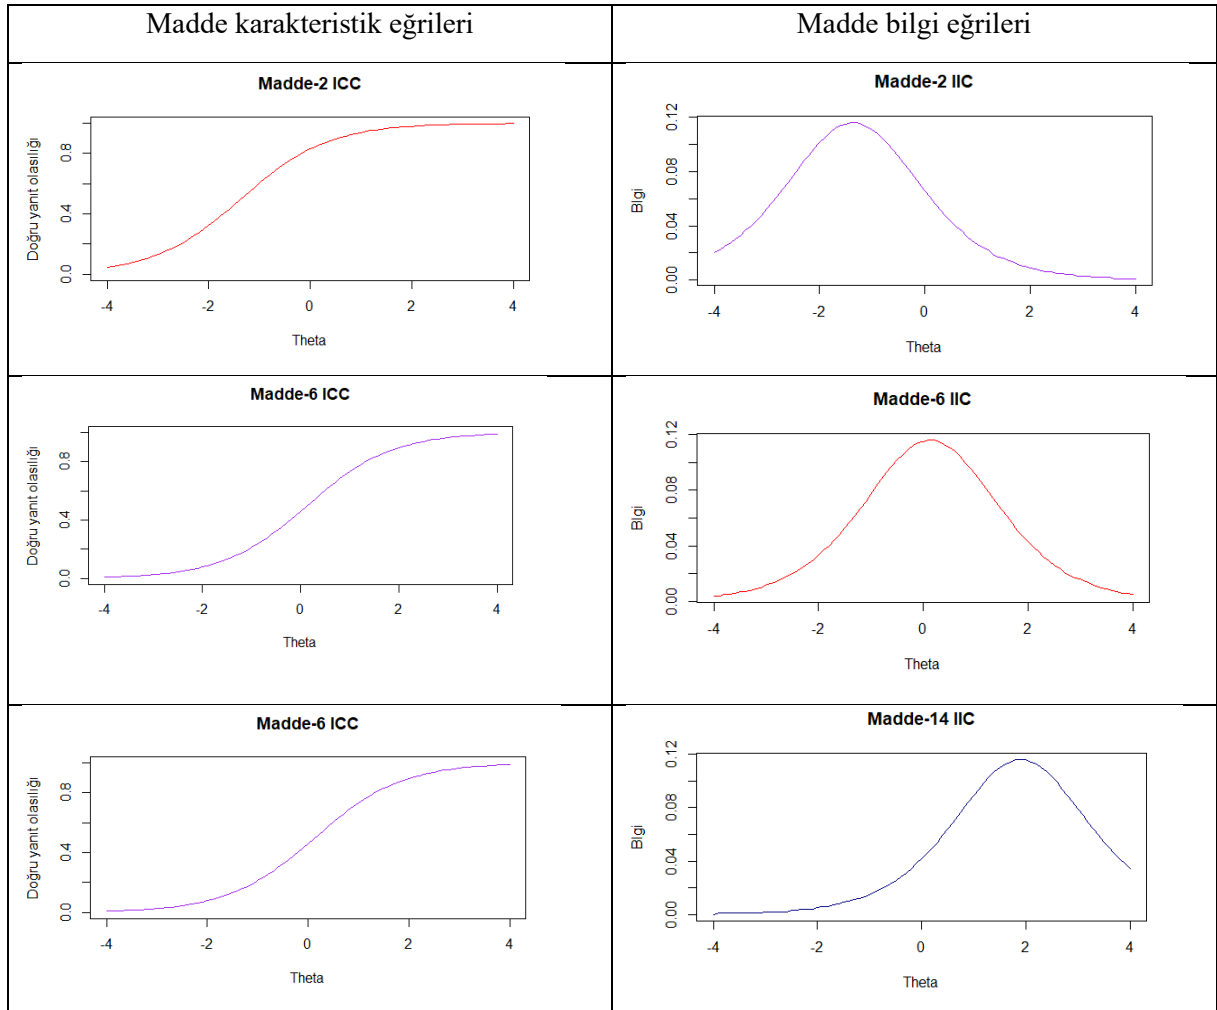 Madde karakteristik eğrileri
Madde bilgi eğrileri
Madde-2 ICC
Doğru yanıt olasılığı
0.0 0.4 0.8
-4 -2 0 2 4
Theta
Madde-2 IIC
Blgi
0.00 0.04 0.08 0.12
-4 -2 0 2 4
Theta
Madde-6 ICC
Doğru yanıt olasılığı
0.0 0.4 0.8
-4 -2 0 2 4
Theta
Madde-6 IIC
Blgi
0.00 0.04 0.08 0.12
-4 -2 0 2 4
Theta
Madde-6 ICC
Doğru yanıt olasılığı
0.0 0.4 0.8
-4 -2 0 2 4
Theta
Madde-14 IIC
Blgi
0.00 0.04 0.08 0.12
-4 -2 0 2 4
Theta